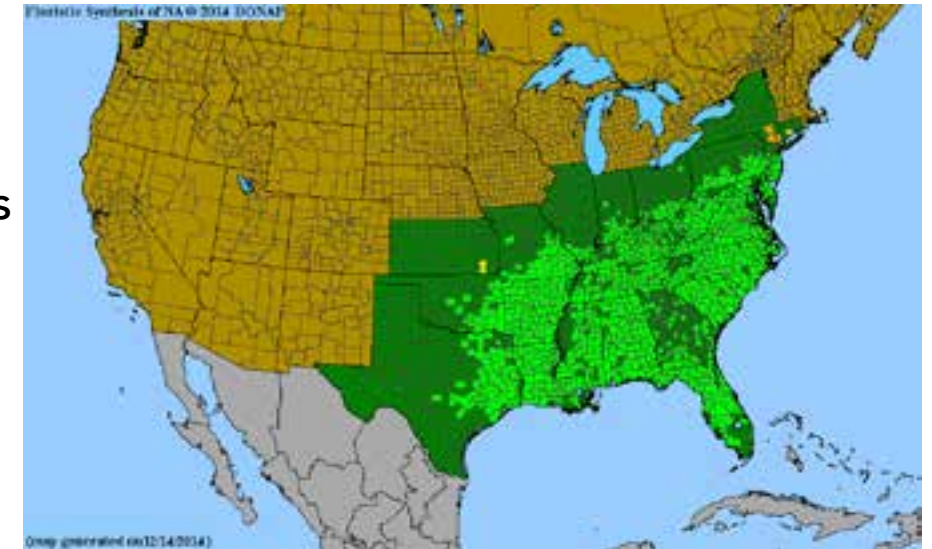 Floristic Synthesis of NA © 2014 BONAP
s
(map generated on 12/14/2014)